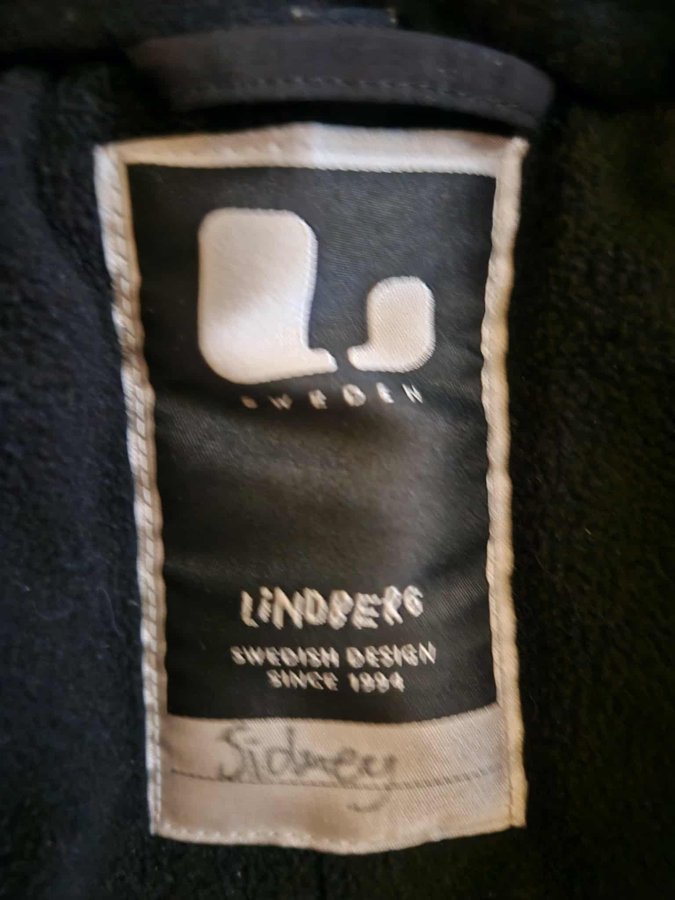 SWEDEN
LiNDBERG
SWEDISH DESIGN
SINCE 1994
Sidney